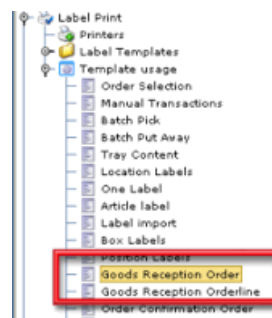 Label Print
Printers
Label Templates
Template usage
Order Selection
Manual Transactions
Batch Pick
Batch Put Away
Tray Content
Location Labels
One Label
Article label
Label import
Box Labels
Position Labels
Goods Reception Order
Goods Reception Orderline
Order Confirmation Order